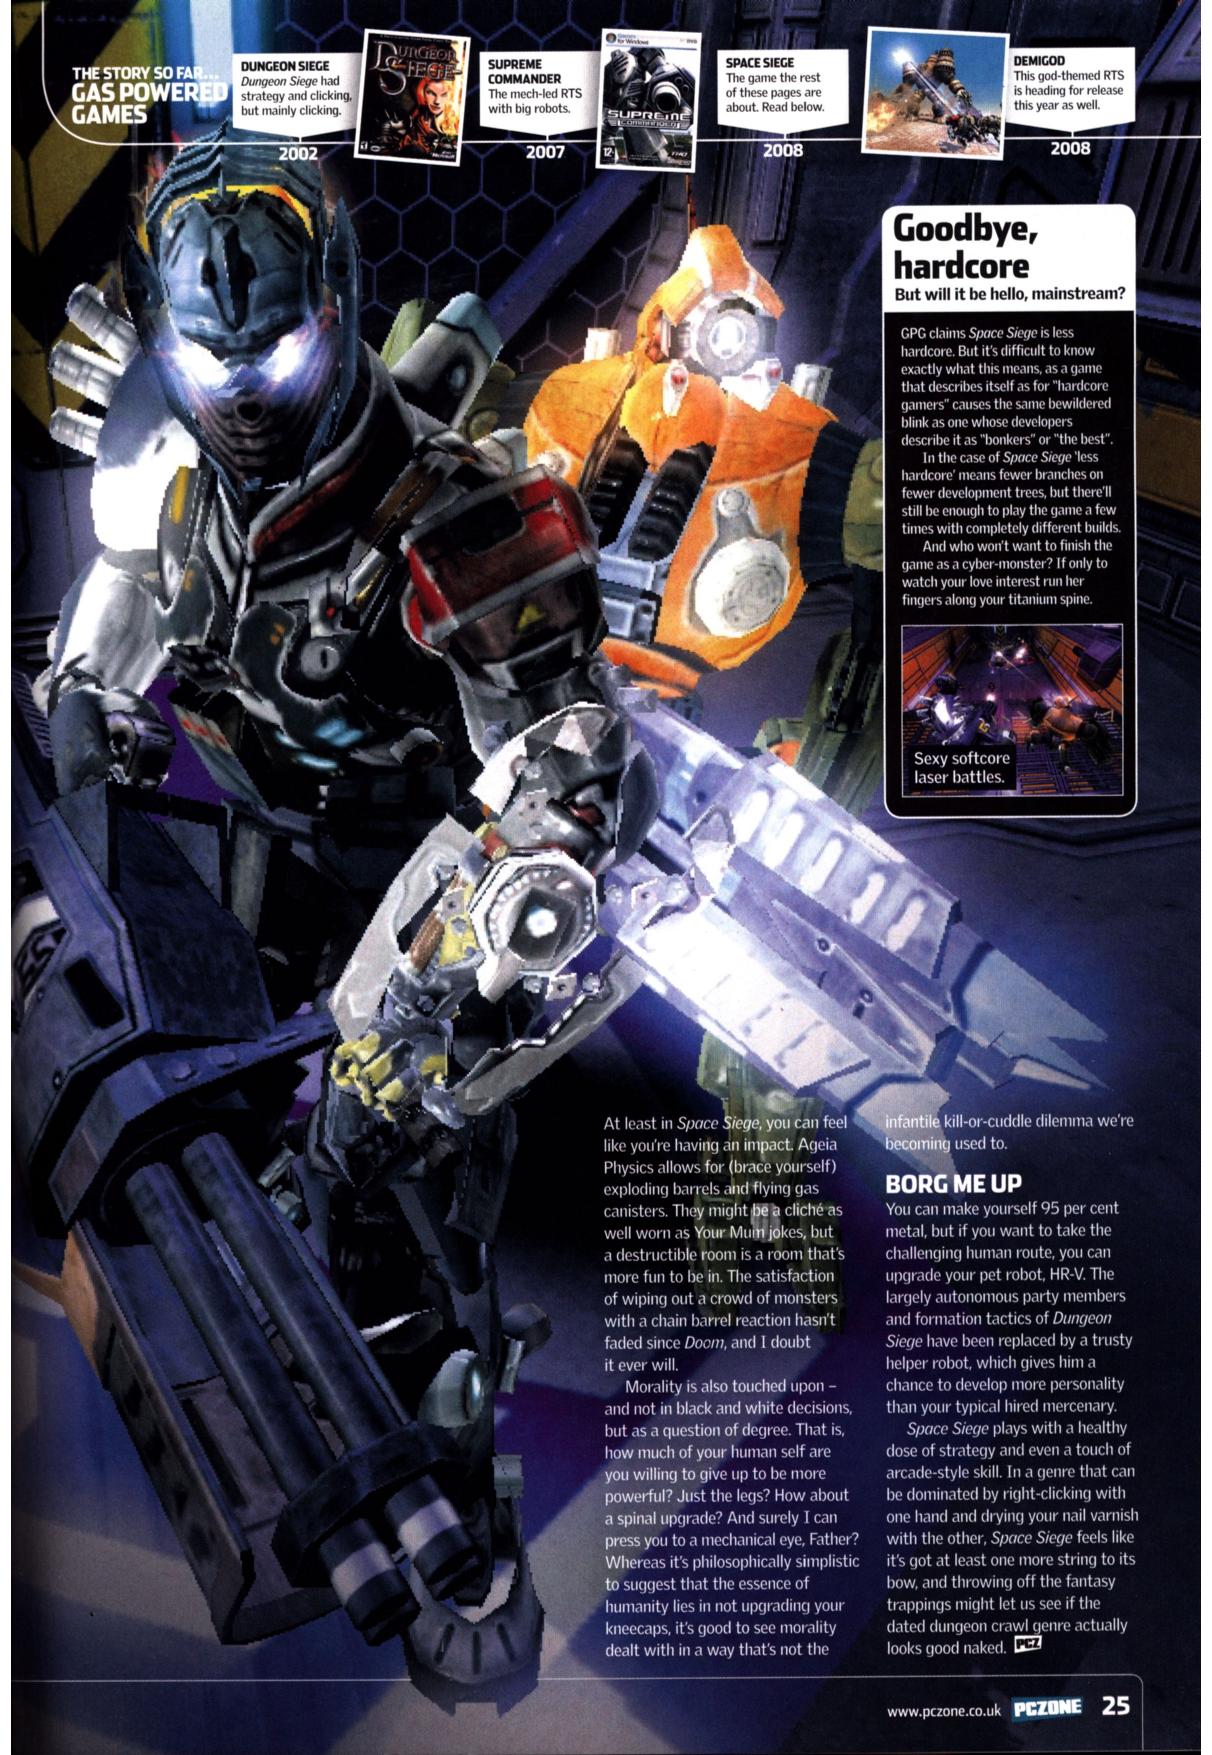 THE STORY SO FAR...
GAS POWERED
GAMES
DUNGEON SIEGE
Dungeon Siege had
strategy and clicking,
but mainly clicking.
2002
DUNGEON
SIEGE
SUPREME
COMMANDER
The mech-led RTS
with big robots.
2007
Games
for Windows
SUPREME
COMMANDER
12+
THQ
SPACE SIEGE
The game the rest
of these pages are
about. Read below.
2008
DEMIGOD
This god-themed RTS
is heading for release
this year as well.
2008
Goodbye,
hardcore
But will it be hello, mainstream?
GPG claims Space Siege is less
hardcore. But it's difficult to know
exactly what this means, as a game
that describes itself as for "hardcore
gamers" causes the same bewildered
blink as one whose developers
describe it as "bonkers" or "the best".
In the case of Space Siege 'less
hardcore' means fewer branches on
fewer development trees, but there'll
still be enough to play the game a few
times with completely different builds.
And who won't want to finish the
game as a cyber-monster? If only to
watch your love interest run her
fingers along your titanium spine.
Sexy softcore
laser battles.
At least in Space Siege, you can feel
like you're having an impact. Ageia
Physics allows for (brace yourself)
exploding barrels and flying gas
canisters. They might be a cliché as
well worn as Your Mum jokes, but
a destructible room is a room that's
more fun to be in. The satisfaction
of wiping out a crowd of monsters
with a chain barrel reaction hasn't
faded since Doom, and I doubt
it ever will.
Morality is also touched upon –
and not in black and white decisions,
but as a question of degree. That is,
how much of your human self are
you willing to give up to be more
powerful? Just the legs? How about
a spinal upgrade? And surely I can
press you to a mechanical eye, Father?
Whereas it's philosophically simplistic
to suggest that the essence of
humanity lies in not upgrading your
kneecaps, it's good to see morality
dealt with in a way that's not the
infantile kill-or-cuddle dilemma we're
becoming used to.
BORG ME UP
You can make yourself 95 per cent
metal, but if you want to take the
challenging human route, you can
upgrade your pet robot, HR-V. The
largely autonomous party members
and formation tactics of Dungeon
Siege have been replaced by a trusty
helper robot, which gives him a
chance to develop more personality
than your typical hired mercenary.
Space Siege plays with a healthy
dose of strategy and even a touch of
arcade-style skill. In a genre that can
be dominated by right-clicking with
one hand and drying your nail varnish
with the other, Space Siege feels like
it's got at least one more string to its
bow, and throwing off the fantasy
trappings might let us see if the
dated dungeon crawl genre actually
looks good naked. PCZ
www.pczone.co.uk PCZONE 25